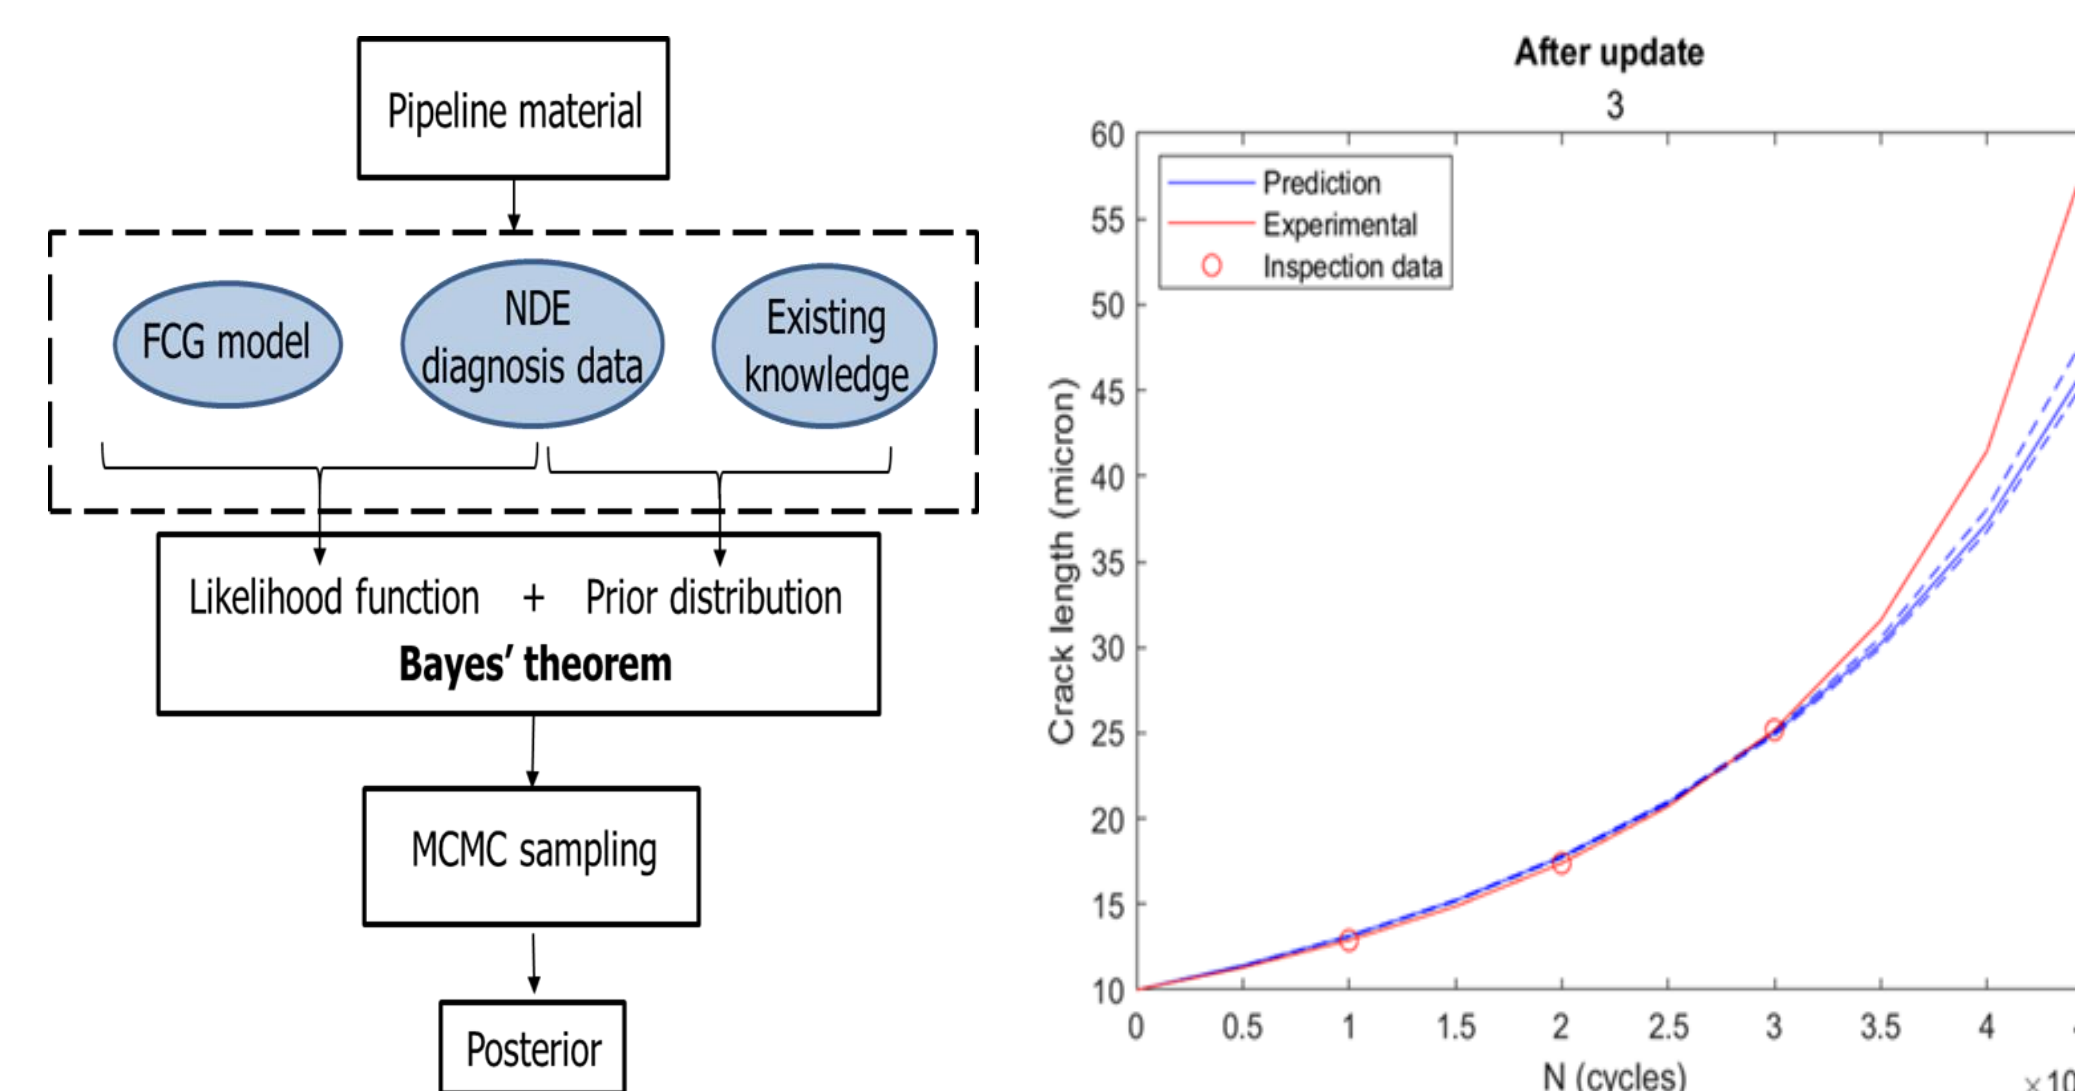 Pipeline material
FCG model
NDE
diagnosis data
Existing
knowledge
Likelihood function + Prior distribution
Bayes’ theorem
MCMC sampling
Posterior
After update
3
Prediction
Experimental
Inspection data
60
55
50
45
40
35
30
25
20
15
10
Crack length (micron)
0 0.5 1 1.5 2 2.5 3 3.5 4
N (cycles)
×10